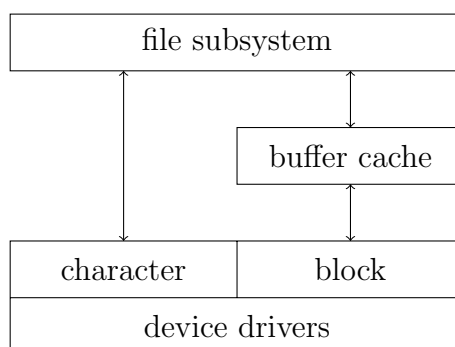 file subsystem
buffer cache
character block
device drivers